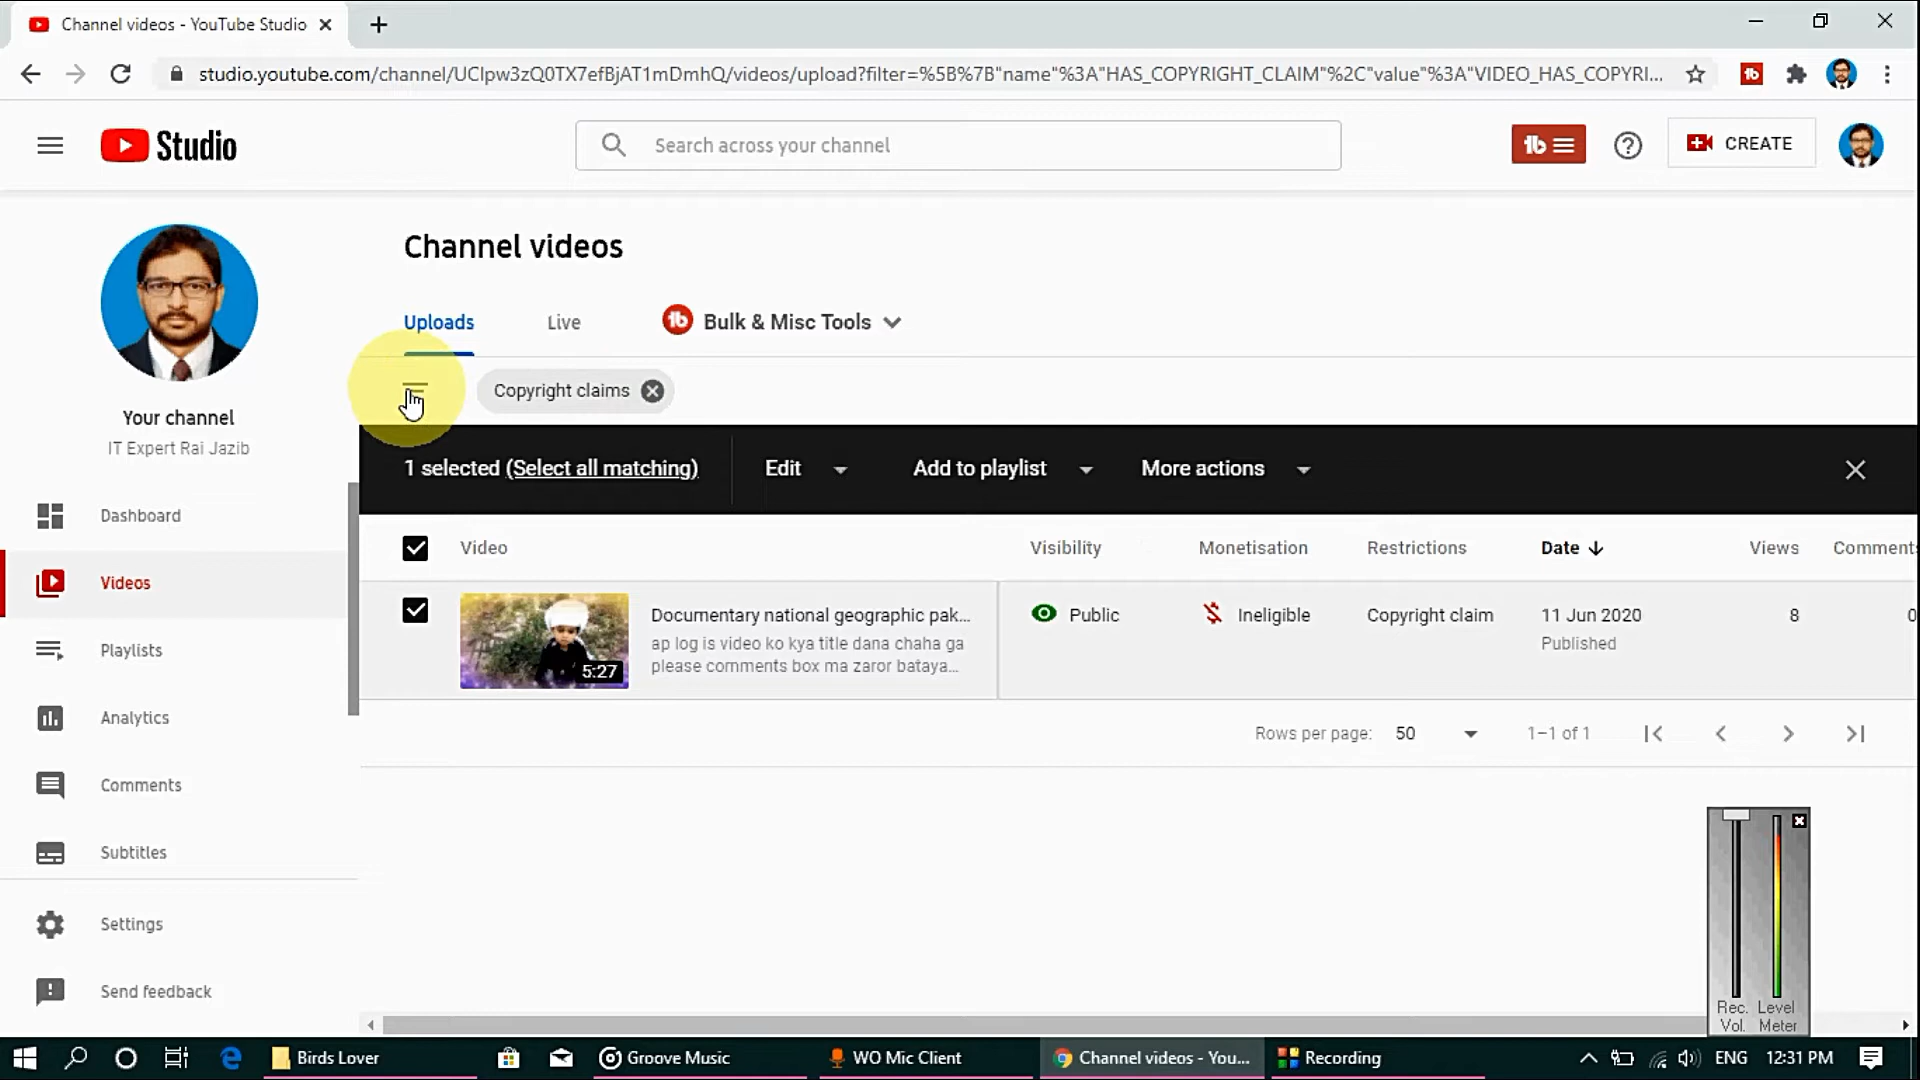 Channel videos - YouTube Studio
studio.youtube.com/channel/UClpw3zQ0TX7efBjAT1mDmhQ/videos/upload?filter=%5B%7B"name"%3A"HAS_COPYRIGHT_CLAIM"%2C"value"%3A"VIDEO_HAS_COPYRI...
Studio
Search across your channel
CREATE
Channel videos
Uploads
Live
Bulk & Misc Tools
Copyright claims
Your channel
IT Expert Rai Jazib
1 selected (Select all matching)
Edit
Add to playlist
More actions
Dashboard
Videos
Playlists
Analytics
Comments
Subtitles
Settings
Send feedback
Video
Visibility
Monetisation
Restrictions
Date
Views
Comments
5:27
Documentary national geographic pak...
ap log is video ko kya title dana chaha ga
please comments box ma zaror bataya...
Public
Ineligible
Copyright claim
11 Jun 2020
Published
8
0
Rows per page: 50
1–1 of 1
Rec. Vol.
Level Meter
Birds Lover
Groove Music
WO Mic Client
Channel videos - You...
Recording
ENG
12:31 PM